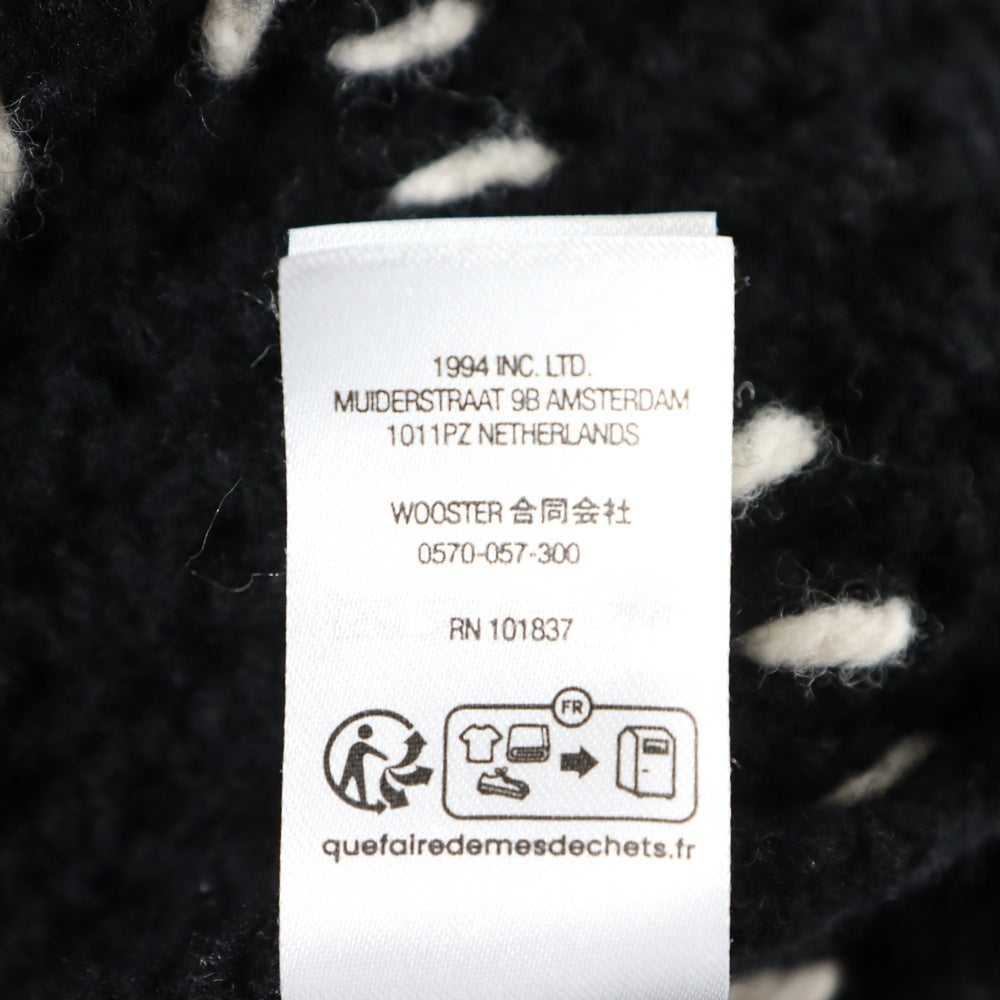 1994 INC. LTD.
MUIDERSTRAAT 9B AMSTERDAM
1011PZ NETHERLANDS
WOOSTER 合同会社
0570-057-300
RN 101837
FR
quefairedemesdechets.fr